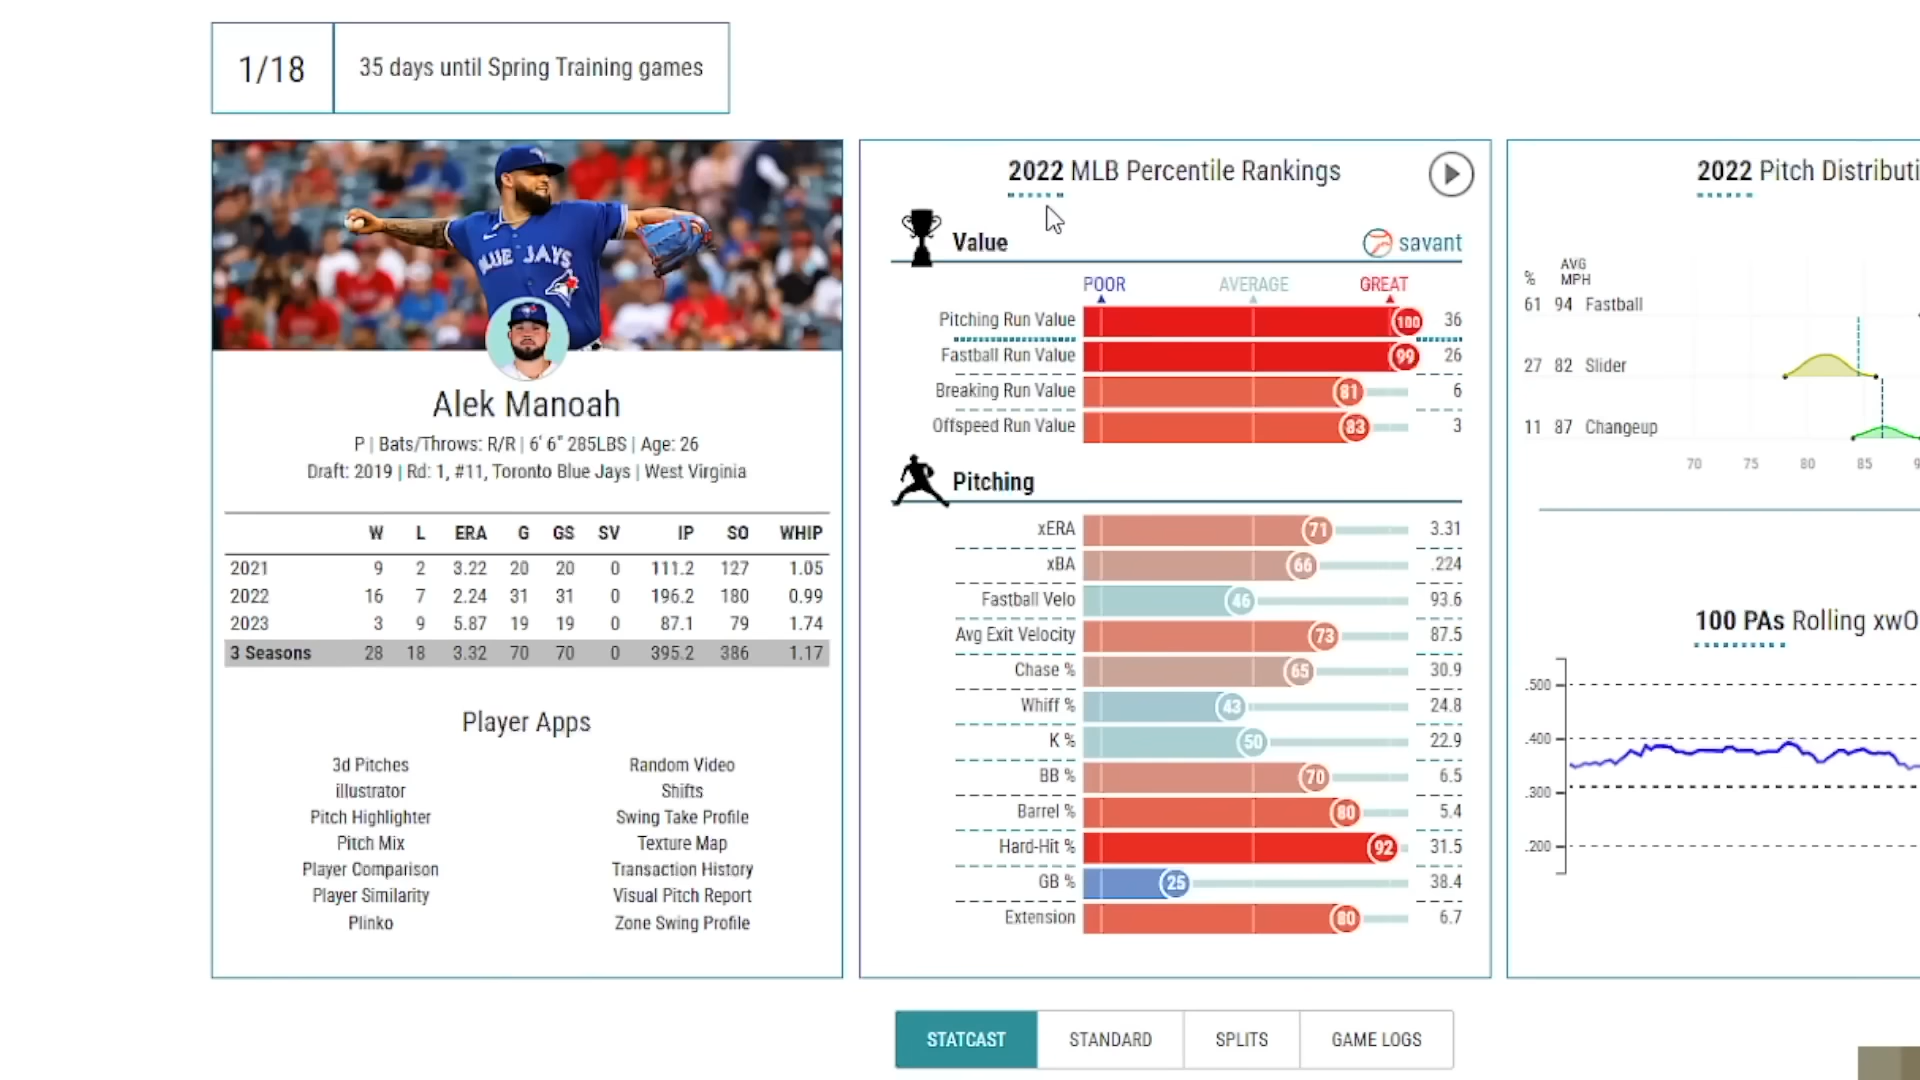 1/18
35 days until Spring Training games
BLUE JAYS
Alek Manoah
P | Bats/Throws: R/R | 6' 6" 285LBS | Age: 26
Draft: 2019 | Rd: 1, #11, Toronto Blue Jays | West Virginia
W L ERA G GS SV IP SO WHIP
2021 9 2 3.22 20 20 0 111.2 127 1.05
2022 16 7 2.24 31 31 0 196.2 180 0.99
2023 3 9 5.87 19 19 0 87.1 79 1.74
3 Seasons 28 18 3.32 70 70 0 395.2 386 1.17
Player Apps
3d Pitches Random Video
illustrator Shifts
Pitch Highlighter Swing Take Profile
Pitch Mix Texture Map
Player Comparison Transaction History
Player Similarity Visual Pitch Report
Plinko Zone Swing Profile
2022 MLB Percentile Rankings
Value savant
POOR AVERAGE GREAT
Pitching Run Value 100 36
Fastball Run Value 99 26
Breaking Run Value 81 6
Offspeed Run Value 83 3
Pitching
xERA 71 3.31
xBA 66 .224
Fastball Velo 46 93.6
Avg Exit Velocity 73 87.5
Chase % 65 30.9
Whiff % 43 24.8
K % 50 22.9
BB % 70 6.5
Barrel % 80 5.4
Hard-Hit % 92 31.5
GB % 25 38.4
Extension 80 6.7
2022 Pitch Distributi
% AVG MPH
61 94 Fastball
27 82 Slider
11 87 Changeup
70 75 80 85 9
100 PAs Rolling xwO
.500
.400
.300
.200
STATCAST STANDARD SPLITS GAME LOGS